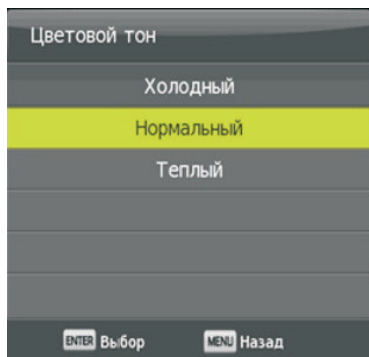 Цветовой тон
Холодный
Нормальный
Теплый
ENTER Выбор MENU Назад